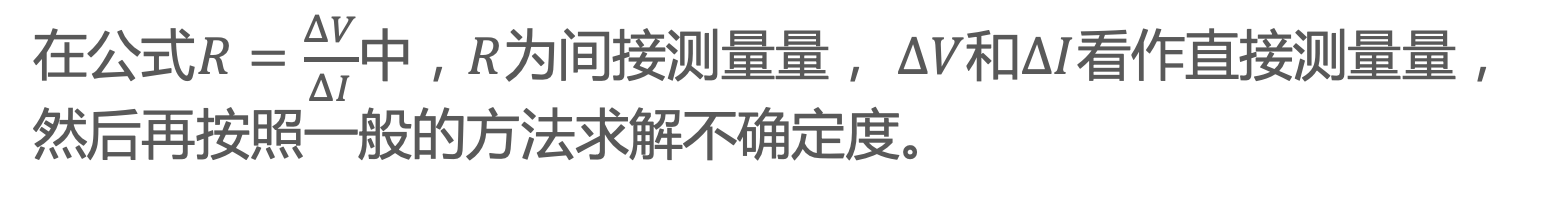 在公式R = ΔV/ΔI中，R为间接测量量， ΔV和ΔI看作直接测量量，
然后再按照一般的方法求解不确定度。